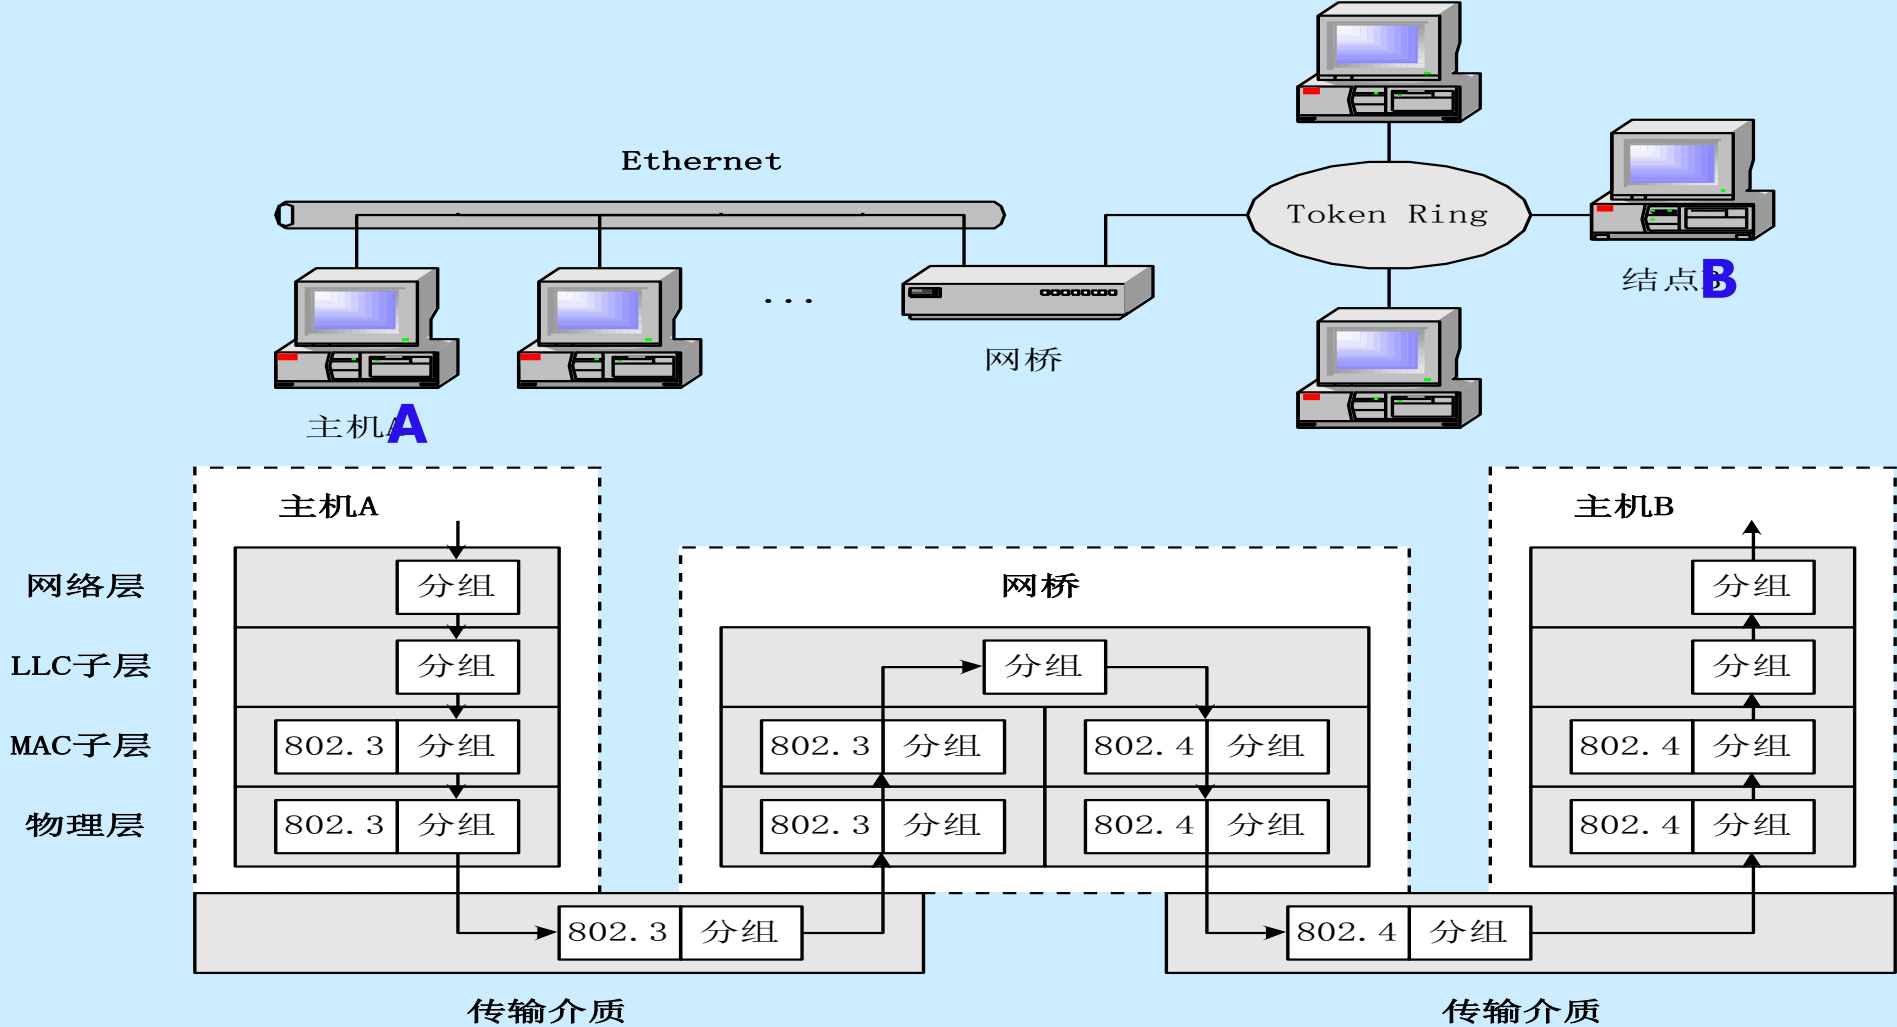 Ethernet
Token Ring
结点B
...
网桥
主机A
主机A
主机B
网桥
网络层 分组 分组
LLC子层 分组 分组 分组
MAC子层 802.3 分组 802.3 分组 802.4 分组 802.4 分组
物理层 802.3 分组 802.3 分组 802.4 分组 802.4 分组
802.3 分组 802.4 分组
传输介质 传输介质